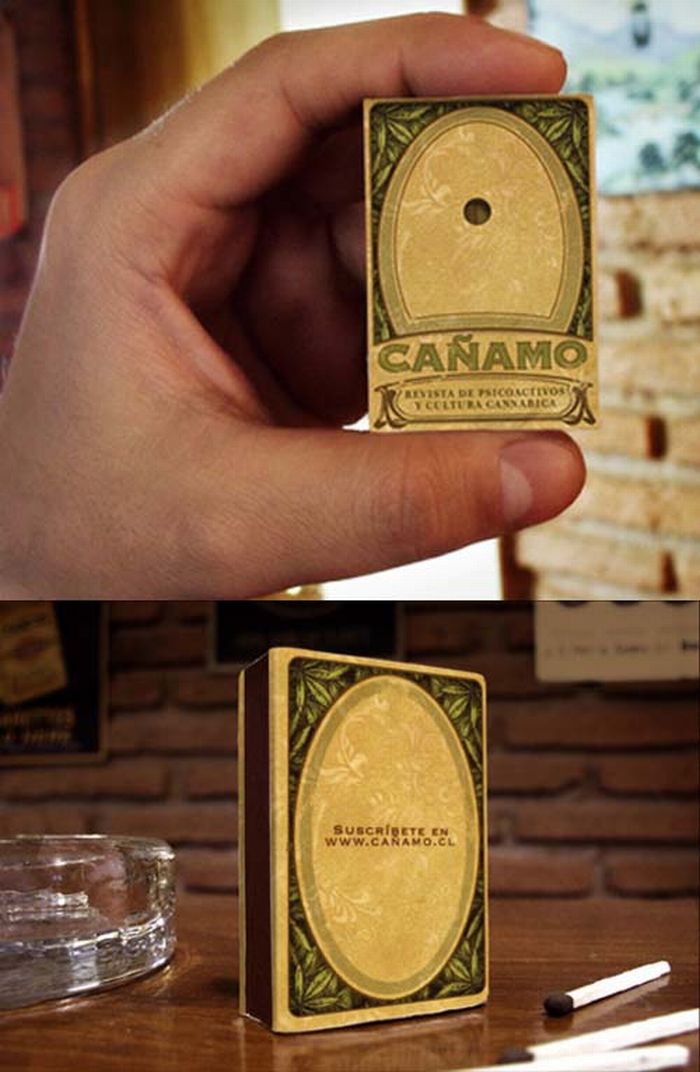 CAÑAMO
REVISTA DE PSICOACTIVOS
Y CULTURA CANNABICA
SUSCRÍBETE EN
WWW.CAÑAMO.CL